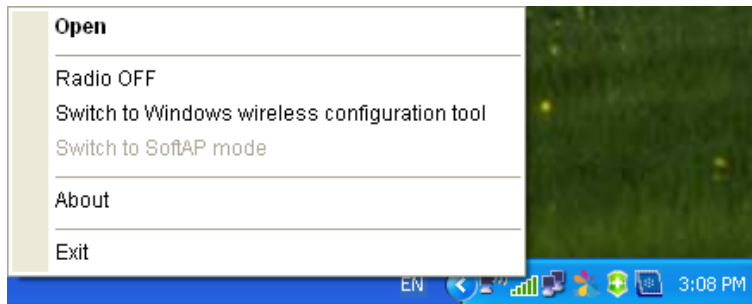 Open
Radio OFF
Switch to Windows wireless configuration tool
Switch to SoftAP mode
About
Exit
EN 3:08 PM